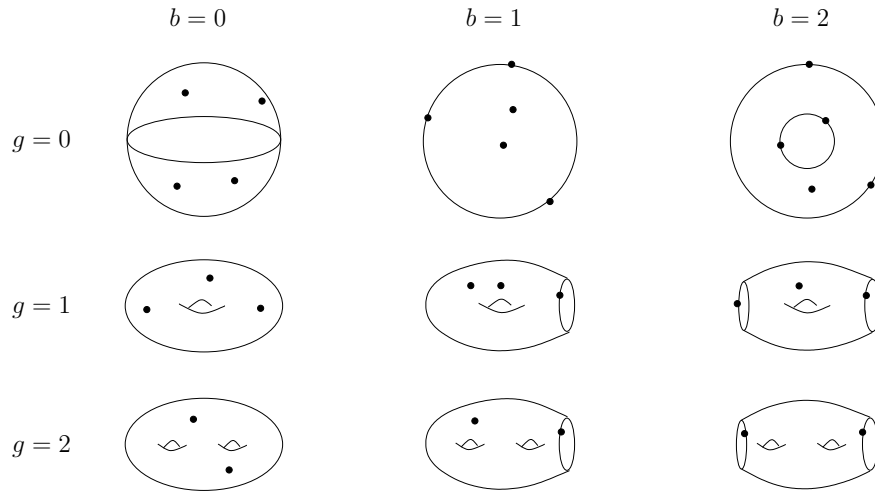 b = 0 b = 1 b = 2
g = 0
g = 1
g = 2